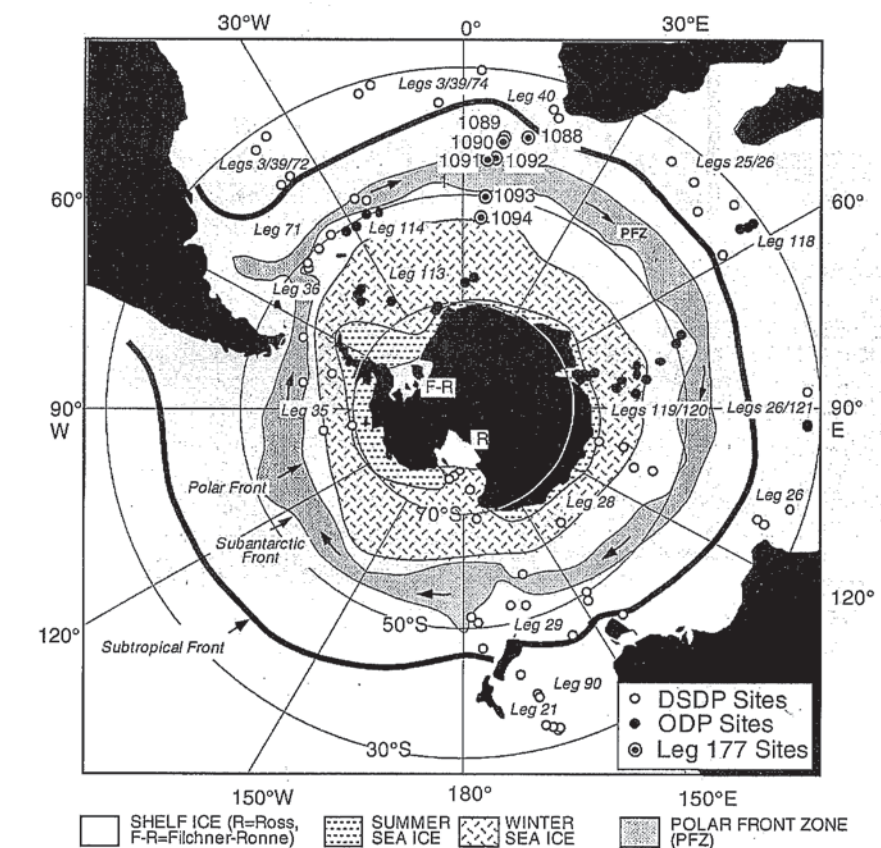 30°W
0°
30°E
Legs 3/39/74
Leg 40
1089
1088
1090
1091
1092
Legs 3/39/72
Legs 25/26
60°
1093
60°
1094
Leg 71
Leg 114
PFZ
Leg 118
Leg 113
Leg 36
F-R
90°
W
Leg 35
Legs 119/120
Legs 26/121
90°
E
R
Polar Front
Leg 26
70°S
Leg 28
Subantarctic
Front
120°
50°S
Leg 29
120°
Subtropical Front
Leg 90
Leg 21
DSDP Sites
ODP Sites
Leg 177 Sites
30°S
150°W
180°
150°E
SHELF ICE (R=Ross,
F-R=Filchner-Ronne)
SUMMER
SEA ICE
WINTER
SEA ICE
POLAR FRONT ZONE
(PFZ)